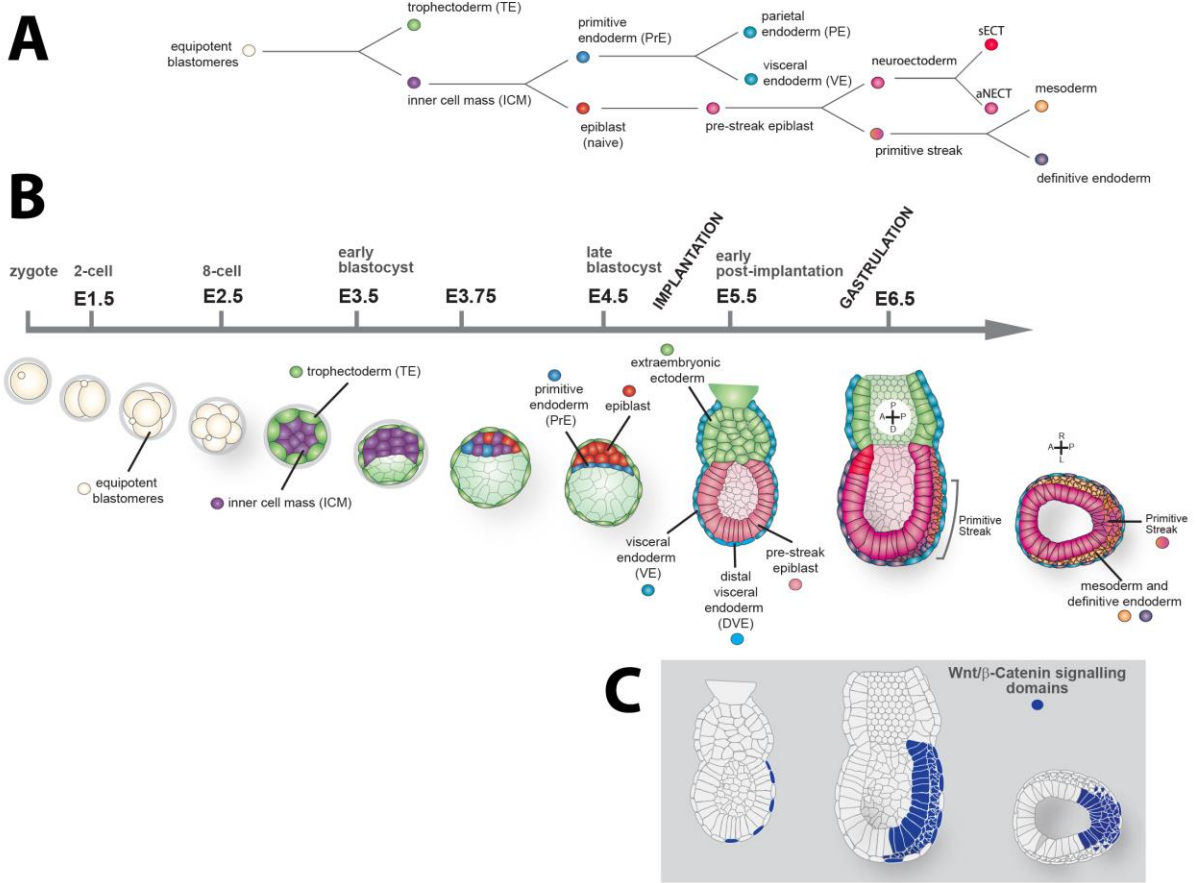 A
trophectoderm (TE)
equipotent
blastomeres
inner cell mass (ICM)
primitive
endoderm (PrE)
epiblast
(naive)
parietal
endoderm (PE)
visceral
endoderm (VE)
pre-streak epiblast
neuroectoderm
sECT
aNECT
primitive streak
mesoderm
definitive endoderm
B
zygote
2-cell
E1.5
8-cell
E2.5
early
blastocyst
E3.5
E3.75
late
blastocyst
E4.5
IMPLANTATION
early
post-implantation
E5.5
GASTRULATION
E6.5
equipotent
blastomeres
trophectoderm (TE)
inner cell mass (ICM)
primitive
endoderm
(PrE)
epiblast
extraembryonic
ectoderm
visceral
endoderm
(VE)
distal
visceral
endoderm
(DVE)
pre-streak
epiblast
P
A P
D
Primitive
Streak
R
A P
L
Primitive
Streak
mesoderm and
definitive endoderm
C
Wnt/β-Catenin signalling
domains